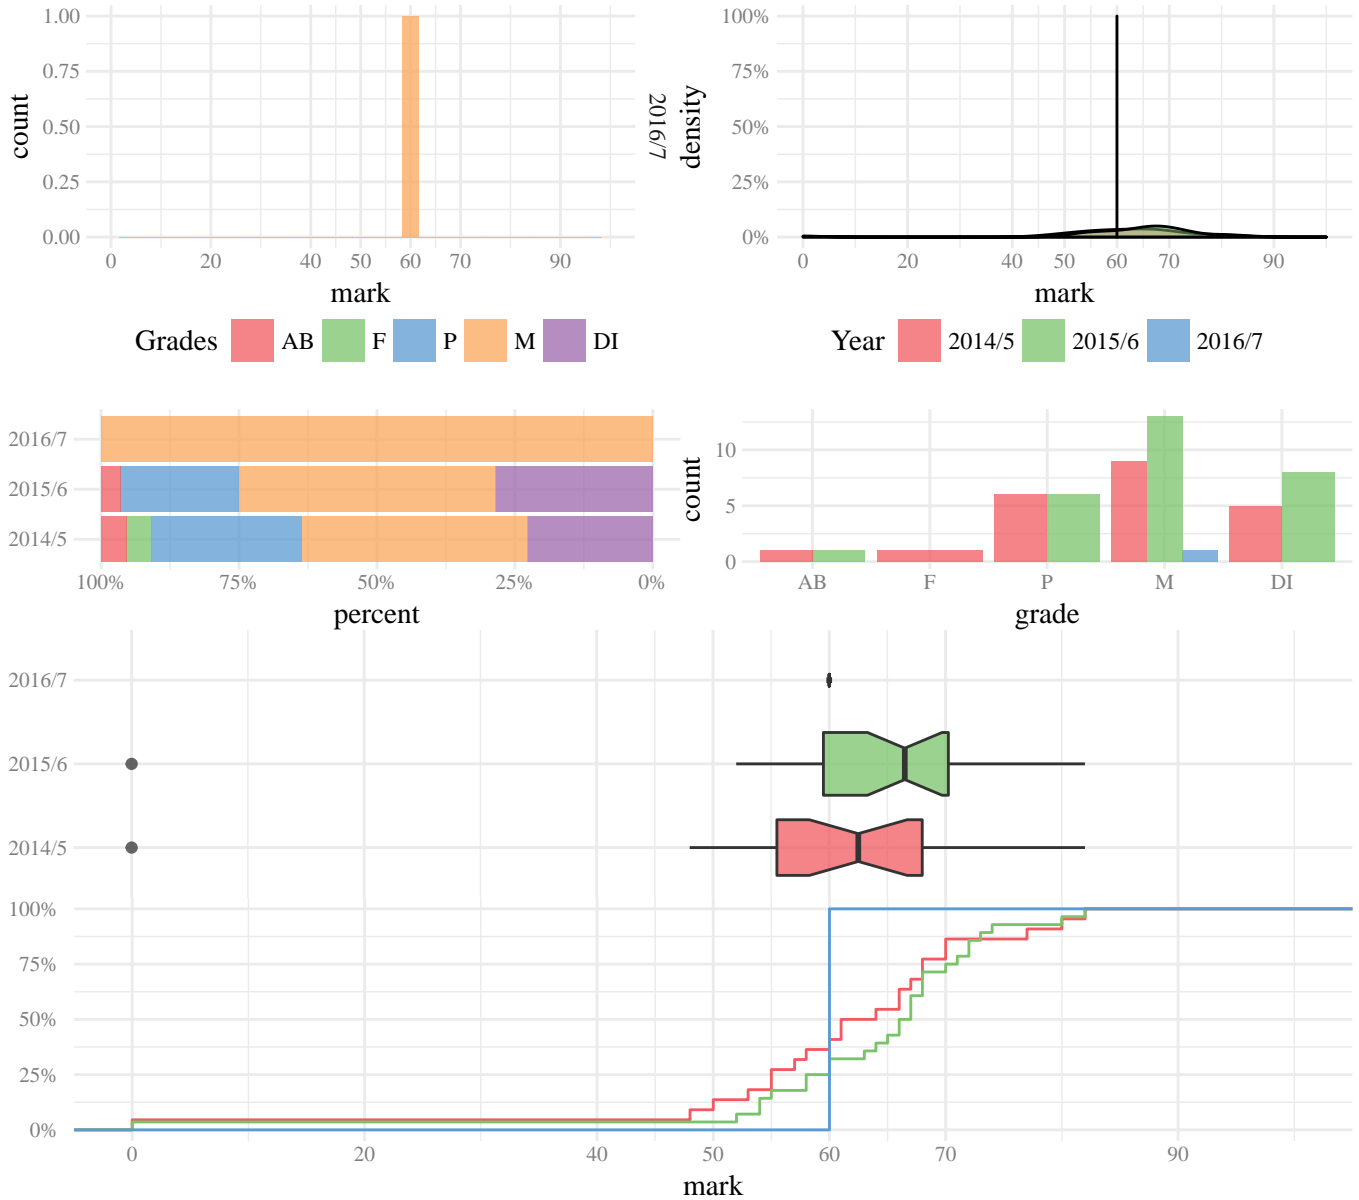 1.00
0.75
0.50
0.25
0.00
count
0 20 40 50 60 70 90
mark
2016/7
100%
75%
50%
25%
0%
density
0 20 40 50 60 70 90
mark
Grades AB F P M DI
Year 2014/5 2015/6 2016/7
2016/7
2015/6
2014/5
100% 75% 50% 25% 0%
percent
10
5
0
count
AB F P M DI
grade
2016/7
2015/6
2014/5
100%
75%
50%
25%
0%
0 20 40 50 60 70 90
mark